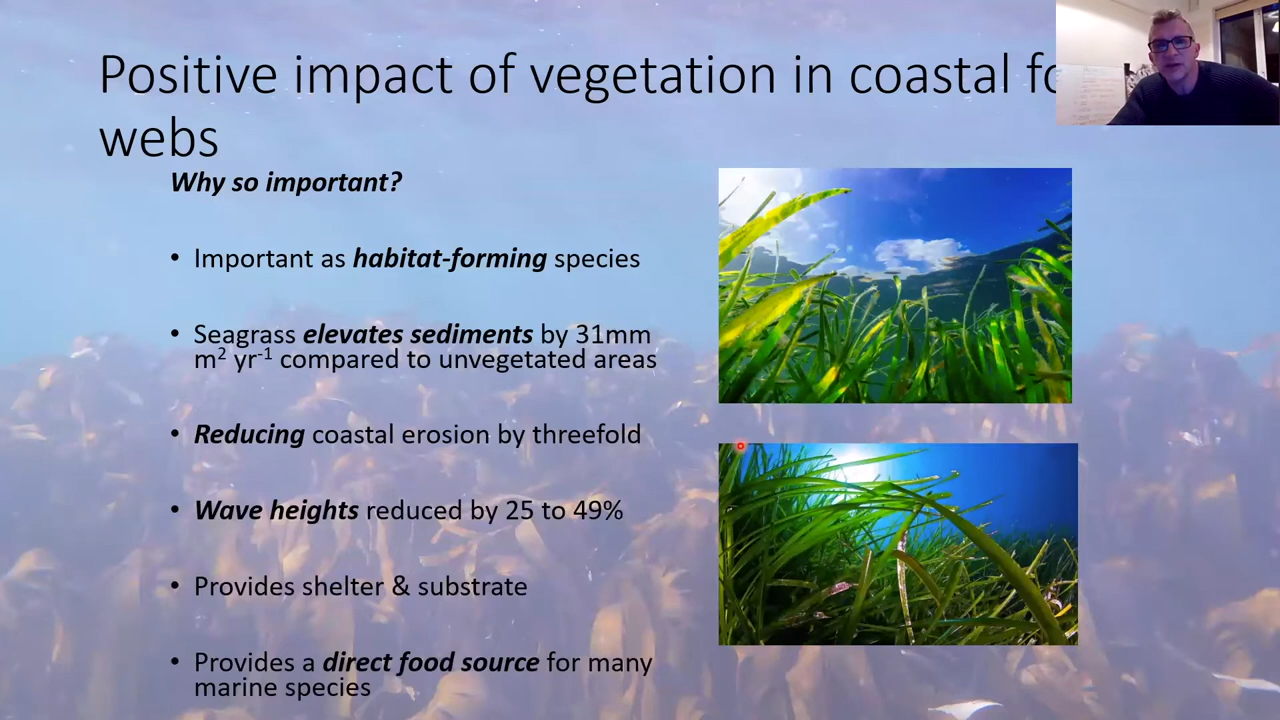 Positive impact of vegetation in coastal
webs
Why so important?
• Important as habitat-forming species
• Seagrass elevates sediments by 31mm
m² yr⁻¹ compared to unvegetated areas
• Reducing coastal erosion by threefold
• Wave heights reduced by 25 to 49%
• Provides shelter & substrate
• Provides a direct food source for many
marine species